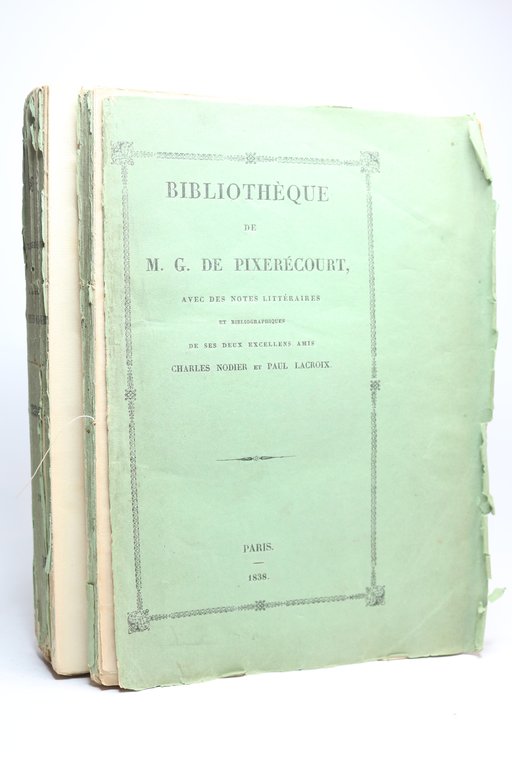 BIBLIOTHÈQUE
DE
M. G. DE PIXERÉCOURT,
AVEC DES NOTES LITTÉRAIRES
ET BIBLIOGRAPHIQUES
DE SES DEUX EXCELLENS AMIS
CHARLES NODIER ET PAUL LACROIX.
PARIS.
1838.